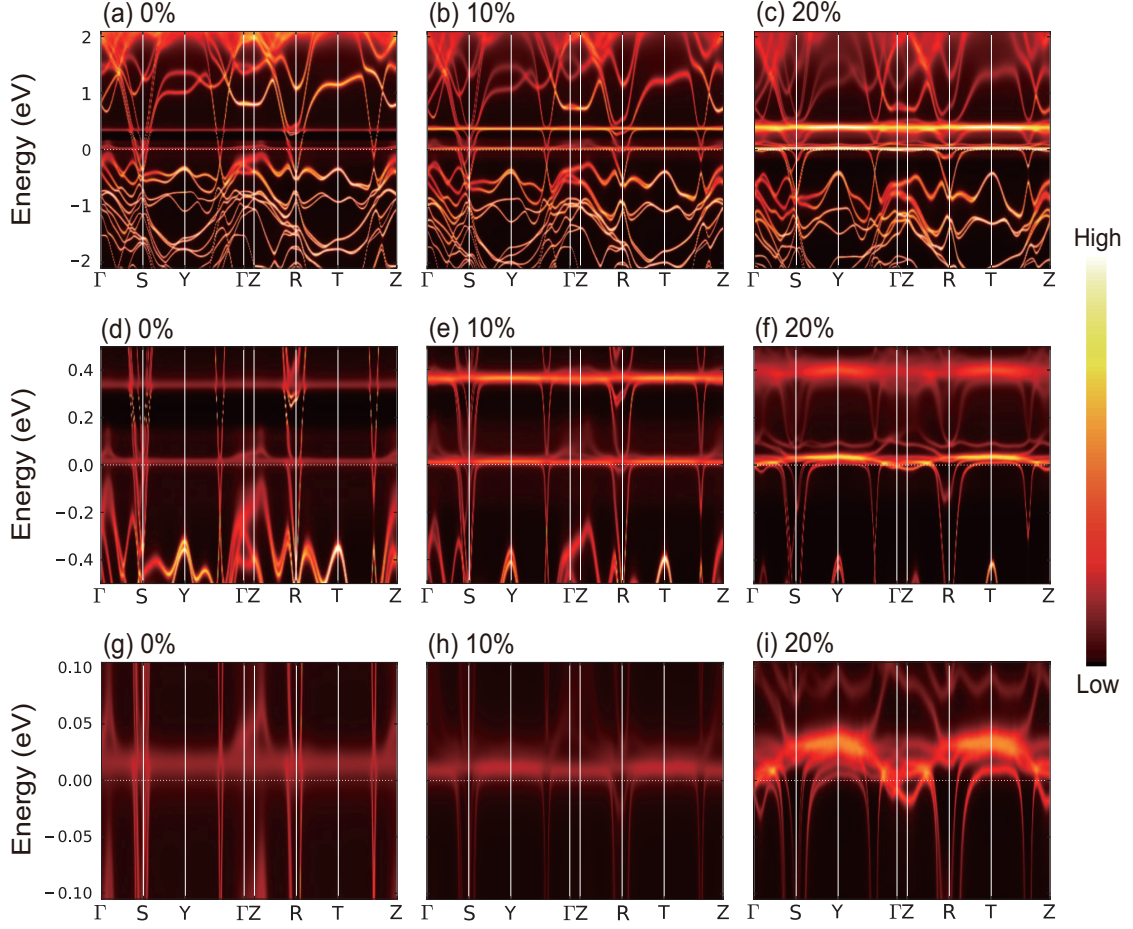 (a) 0%
(b) 10%
(c) 20%
Energy (eV)
2
1
0
−1
−2
Γ S Y ΓZ R T Z
Γ S Y ΓZ R T Z
Γ S Y ΓZ R T Z
High
Low
(d) 0%
(e) 10%
(f) 20%
Energy (eV)
0.4
0.2
0.0
−0.2
−0.4
Γ S Y ΓZ R T Z
Γ S Y ΓZ R T Z
Γ S Y ΓZ R T Z
(g) 0%
(h) 10%
(i) 20%
Energy (eV)
0.10
0.05
0.00
−0.05
−0.10
Γ S Y ΓZ R T Z
Γ S Y ΓZ R T Z
Γ S Y ΓZ R T Z